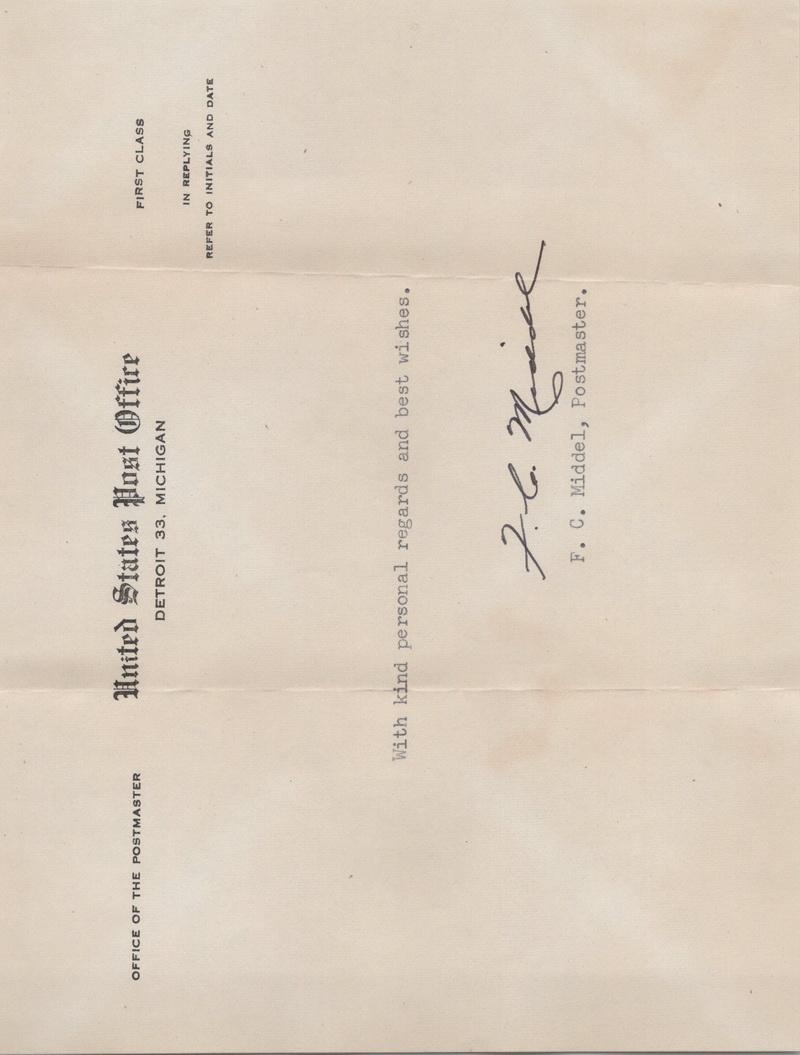 OFFICE OF THE POSTMASTER
United States Post Office
DETROIT 33, MICHIGAN
FIRST CLASS
IN REPLYING
REFER TO INITIALS AND DATE
With kind personal regards and best wishes.
F. C. Middel
F. C. Middel, Postmaster.